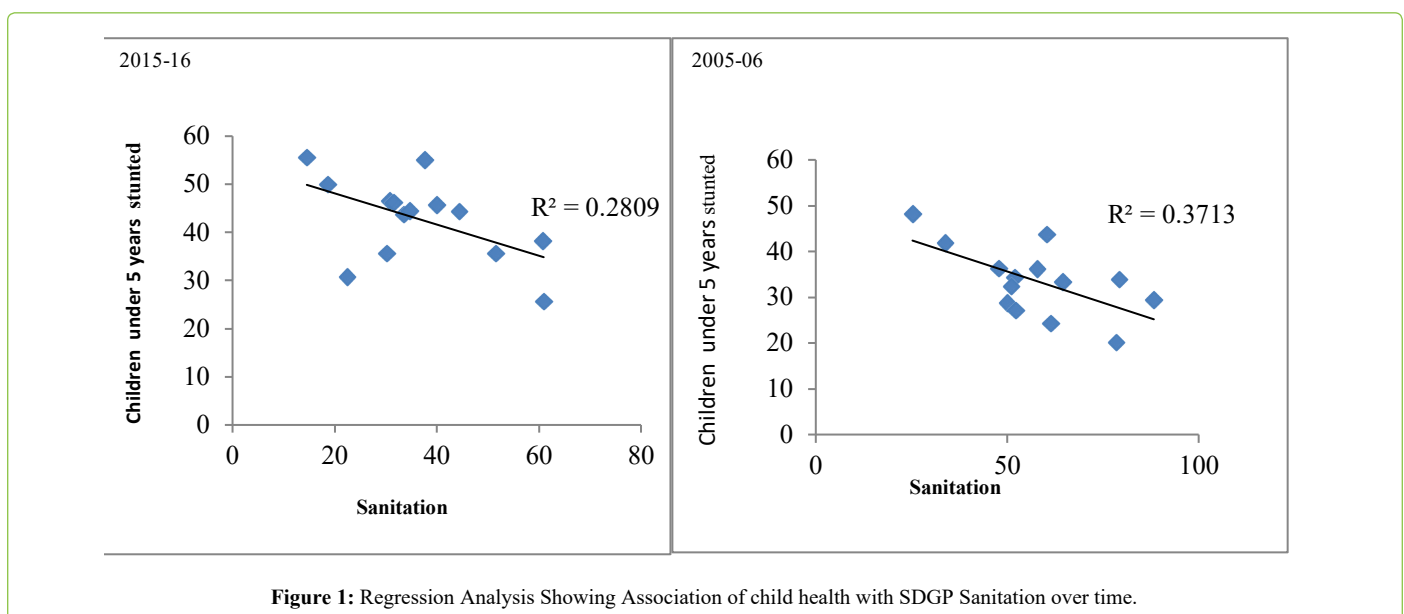 2015-16
Children under 5 years stunted
60
50
40
30
20
10
0
R² = 0.2809
0 20 40 60 80
Sanitation
2005-06
Children under 5 years stunted
60
50
40
30
20
10
0
R² = 0.3713
0 50 100
Sanitation
Figure 1: Regression Analysis Showing Association of child health with SDGP Sanitation over time.